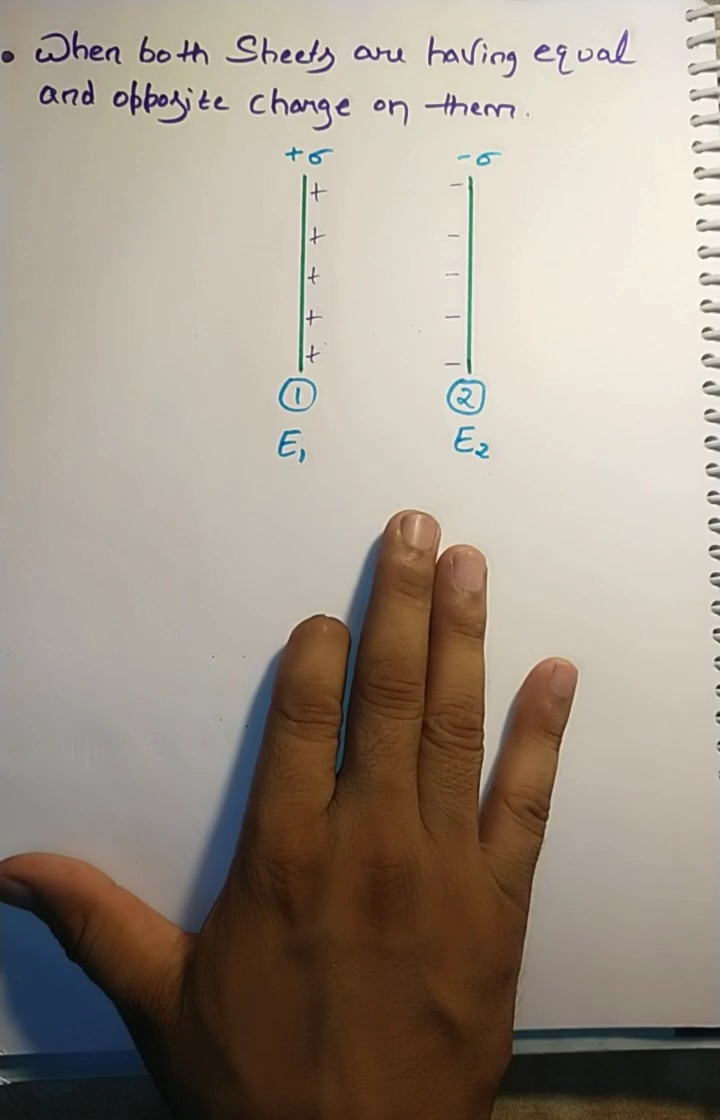 • When both Sheets are having equal
and opposite charge on them.
+σ -σ
+ −
+ −
+ −
+ −
+ −
① ②
E₁ E₂